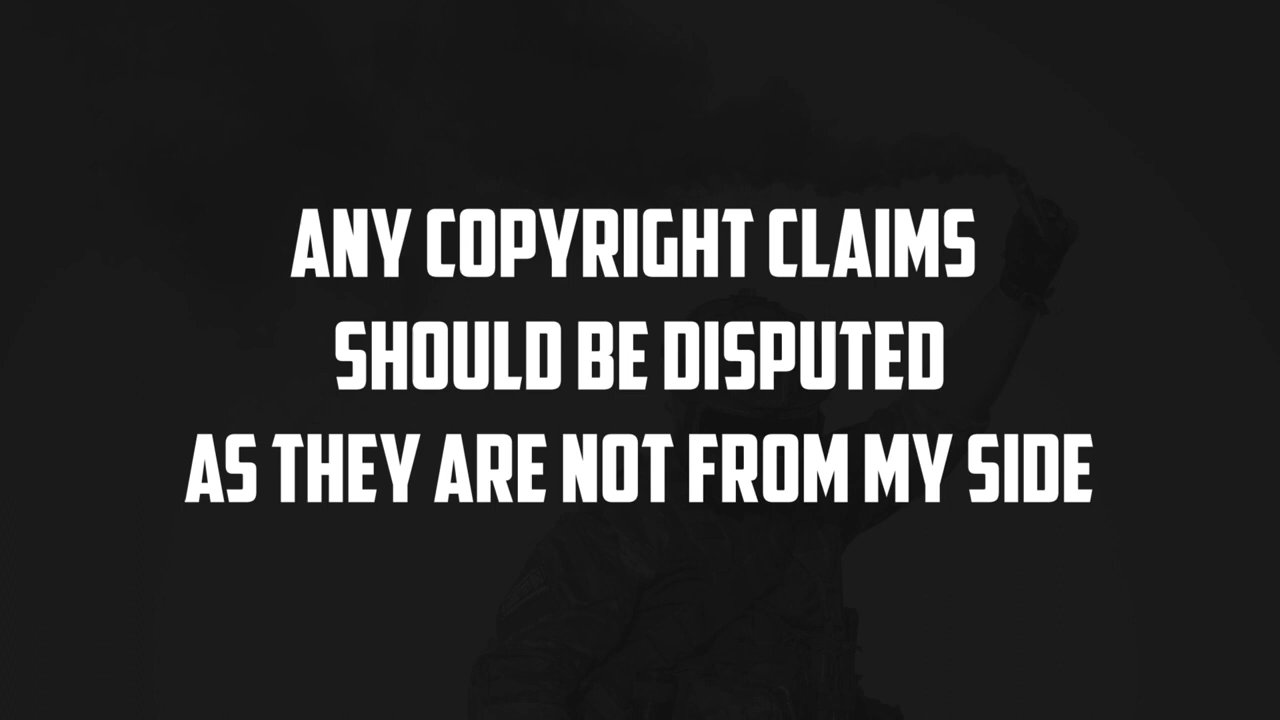 ANY COPYRIGHT CLAIMS
SHOULD BE DISPUTED
AS THEY ARE NOT FROM MY SIDE